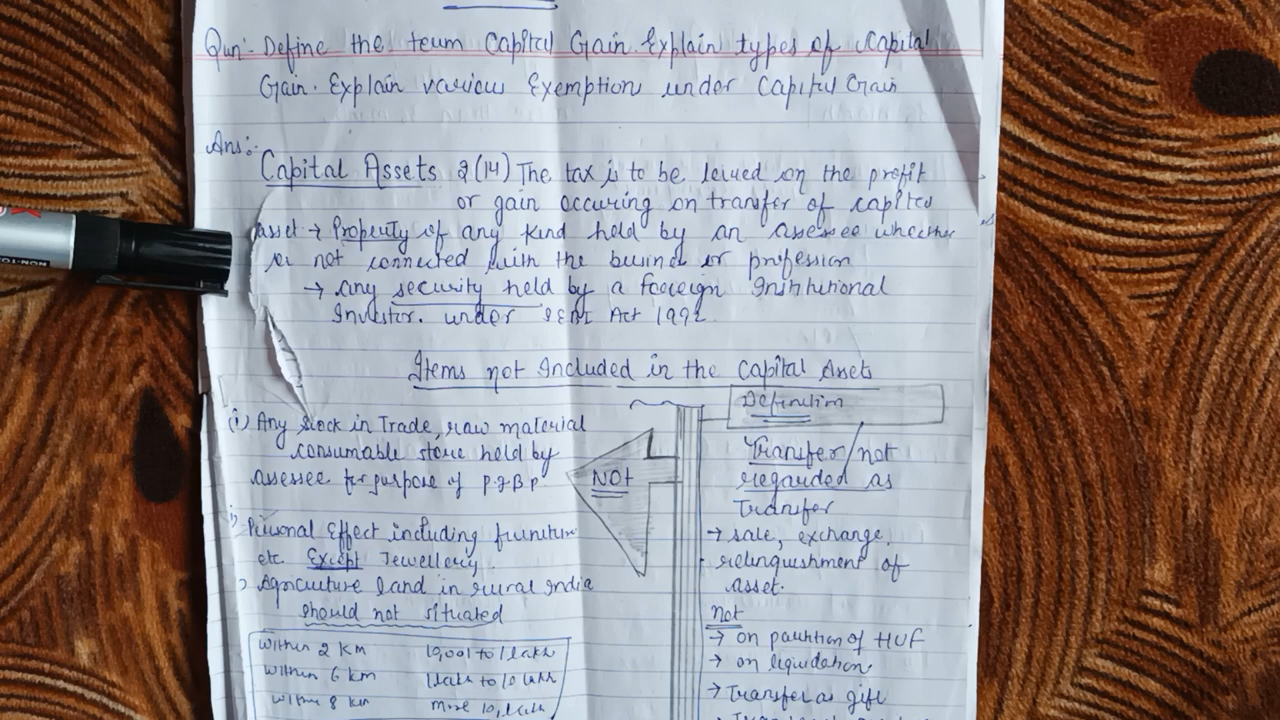 Qun:- Define the term Capital Gain. Explain types of Capital
Gain. Explain various Exemption under Capital Gain
Ans:-
Capital Assets 2(14) The tax is to be levied on the profit
or gain occuring on transfer of capital
asset → Property of any kind held by an assessee whether
or not connected with the business or profession
→ any security held by a foreign Institutional
Investor. under SEBI Act 1992
Items not Included in the Capital Assets
(i) Any stock in Trade, raw material
consumable store held by
assessee for purpose of P.G.B.P
Personal Effect including furniture
etc. Except Jewellery.
Agriculture land in rural India
should not situated
within 2 km 10,001 to 1 lakh
within 6 km 1 lakh to 10 lakh
within 8 km more 10, lakh
NOt
Definition
Transfer/not
regarded as
Transfer
→ sale, exchange.
relinquishment of
asset.
Not
→ on partition of HUF
→ on liquidation
→ Transfer as gift